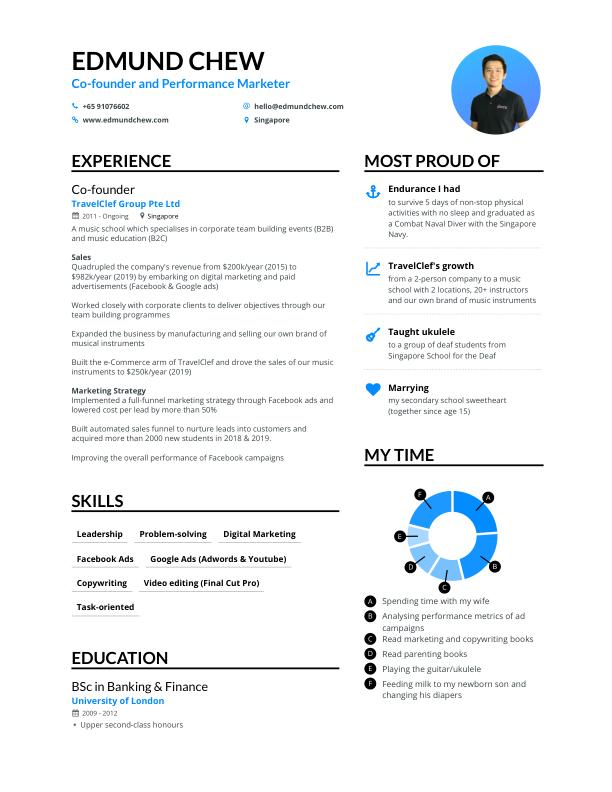 EDMUND CHEW
Co-founder and Performance Marketer
+65 91076602
hello@edmundchew.com
www.edmundchew.com
Singapore
EXPERIENCE
Co-founder
TravelClef Group Pte Ltd
2011 - Ongoing Singapore
A music school which specialises in corporate team building events (B2B)
and music education (B2C)
Sales
Quadrupled the company's revenue from $200k/year (2015) to
$982k/year (2019) by embarking on digital marketing and paid
advertisements (Facebook & Google ads)
Worked closely with corporate clients to deliver objectives through our
team building programmes
Expanded the business by manufacturing and selling our own brand of
musical instruments
Built the e-Commerce arm of TravelClef and drove the sales of our music
instruments to $250k/year (2019)
Marketing Strategy
Implemented a full-funnel marketing strategy through Facebook ads and
lowered cost per lead by more than 50%
Built automated sales funnel to nurture leads into customers and
acquired more than 2000 new students in 2018 & 2019.
Improving the overall performance of Facebook campaigns
SKILLS
Leadership Problem-solving Digital Marketing
Facebook Ads Google Ads (Adwords & Youtube)
Copywriting Video editing (Final Cut Pro)
Task-oriented
EDUCATION
BSc in Banking & Finance
University of London
2009 - 2012
• Upper second-class honours
MOST PROUD OF
Endurance I had
to survive 5 days of non-stop physical
activities with no sleep and graduated as
a Combat Naval Diver with the Singapore
Navy.
TravelClef's growth
from a 2-person company to a music
school with 2 locations, 20+ instructors
and our own brand of music instruments
Taught ukulele
to a group of deaf students from
Singapore School for the Deaf
Marrying
my secondary school sweetheart
(together since age 15)
MY TIME
F
A
E
D
B
C
A Spending time with my wife
B Analysing performance metrics of ad
campaigns
C Read marketing and copywriting books
D Read parenting books
E Playing the guitar/ukulele
F Feeding milk to my newborn son and
changing his diapers